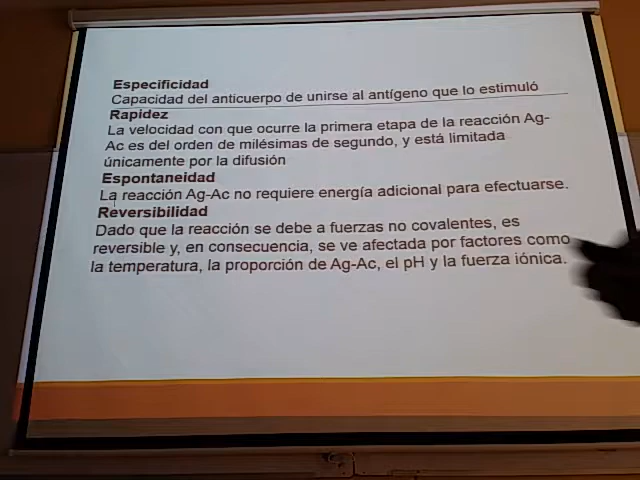 Especificidad
Capacidad del anticuerpo de unirse al antígeno que lo estimuló
Rapidez
La velocidad con que ocurre la primera etapa de la reacción Ag-
Ac es del orden de milésimas de segundo, y está limitada
únicamente por la difusión
Espontaneidad
La reacción Ag-Ac no requiere energía adicional para efectuarse.
Reversibilidad
Dado que la reacción se debe a fuerzas no covalentes, es
reversible y, en consecuencia, se ve afectada por factores como
la temperatura, la proporción de Ag-Ac, el pH y la fuerza iónica.